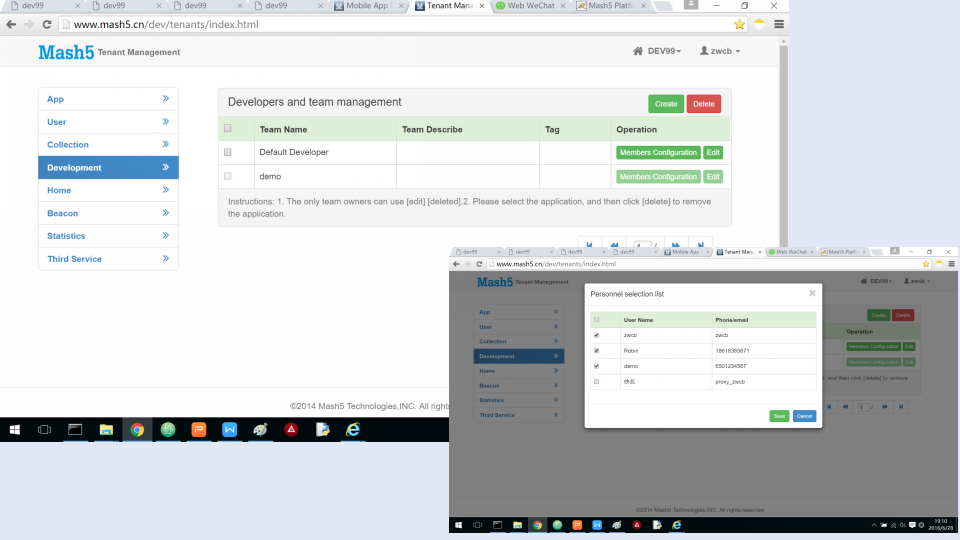 dev99 × dev99 × dev99 × dev99 × Mobile App × Tenant Mana × Web WeChat × Mash5 Platfo ×
www.mash5.cn/dev/tenants/index.html
Mash5 Tenant Management DEV99 zwcb
App
User
Collection
Development
Home
Beacon
Statistics
Third Service
Developers and team management Create Delete
Team Name Team Describe Tag Operation
Default Developer Members Configuration Edit
demo Members Configuration Edit
Instructions: 1. The only team owners can use [edit] [deleted].2. Please select the application, and then click [delete] to remove
the application.
©2014 Mash5 Technologies,INC. All right
dev99 × dev99 × dev99 × dev99 × Mobile App × Tenant Mana × Web WeChat × Mash5 Platfo ×
www.mash5.cn/dev/tenants/index.html
Mash5 Tenant Management DEV99 zwcb
App
User
Collection
Development
Home
Beacon
Statistics
Third Service
Create Delete
Operation
Members Configuration Edit
Members Configuration Edit
, and then click [delete] to remove
1 /
Personnel selection list ×
User Name Phone/email
zwcb zwcb
Robin 18618385671
demo 6501234567
佚名 proxy_zwcb
Save Cancel
©2014 Mash5 Technologies INC. All rights reserved
19:10
2016/6/28